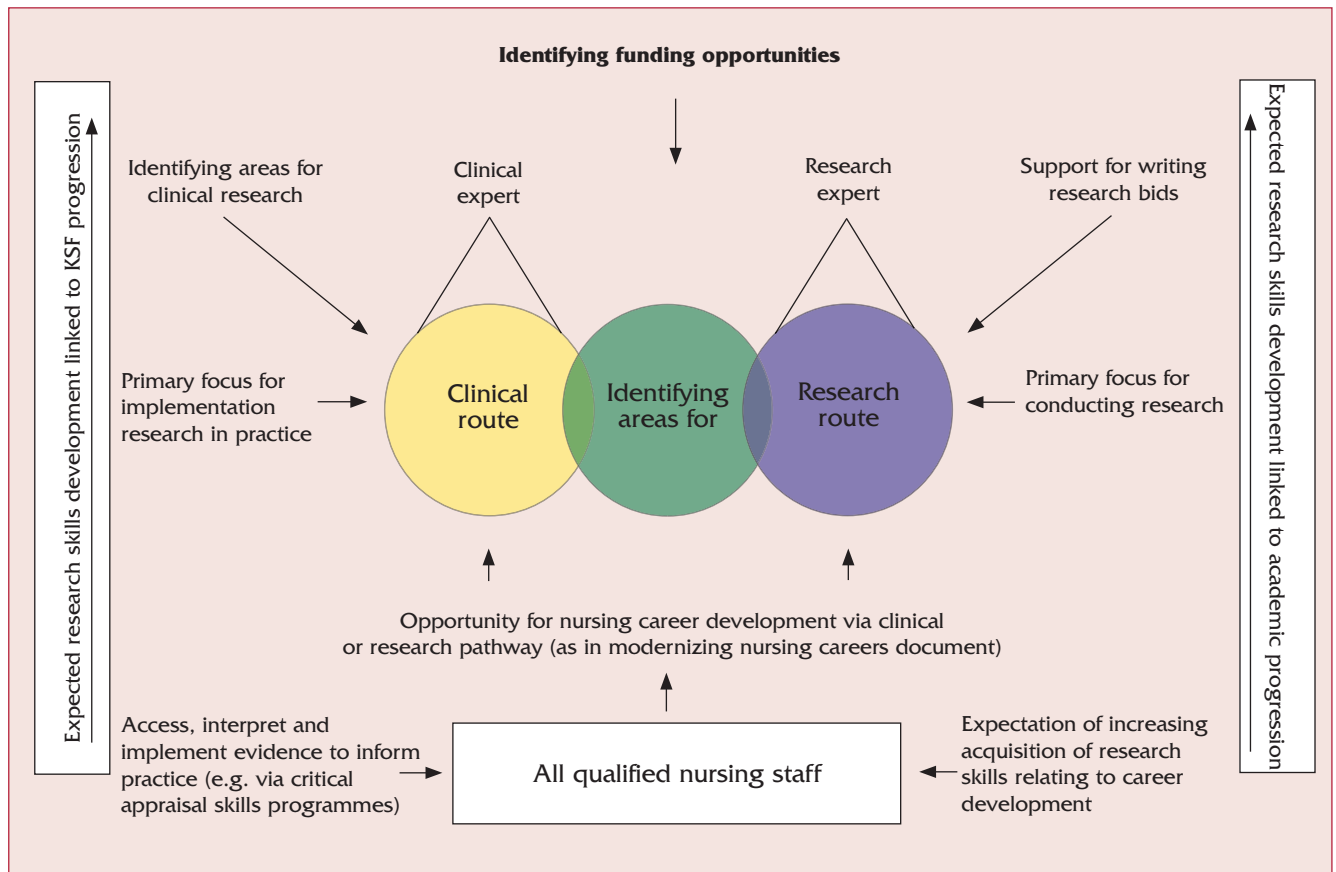 Identifying funding opportunities
Expected research skills development linked to KSF progression
Identifying areas for
clinical research
Clinical
expert
Research
expert
Support for writing
research bids
Expected research skills development linked to academic progression
Primary focus for
implementation
research in practice
Clinical
route
Identifying
areas for
Research
route
Primary focus for
conducting research
Opportunity for nursing career development via clinical
or research pathway (as in modernizing nursing careers document)
Access, interpret and
implement evidence to inform
practice (e.g. via critical
appraisal skills programmes)
All qualified nursing staff
Expectation of increasing
acquisition of research
skills relating to career
development